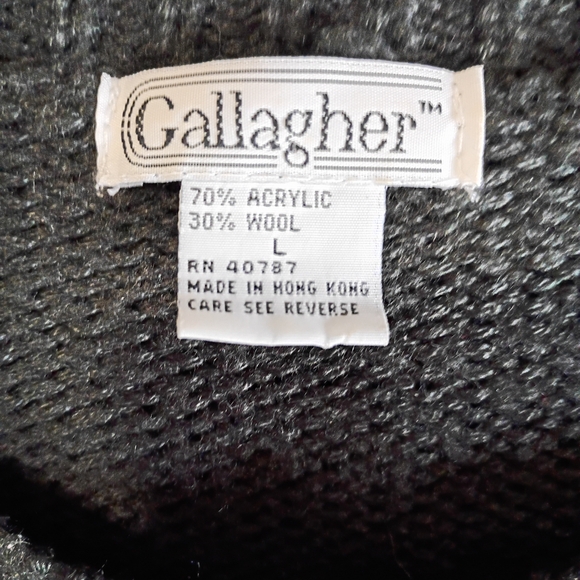 Gallagher™
70% ACRYLIC
30% WOOL
L
RN 40787
MADE IN HONG KONG
CARE SEE REVERSE